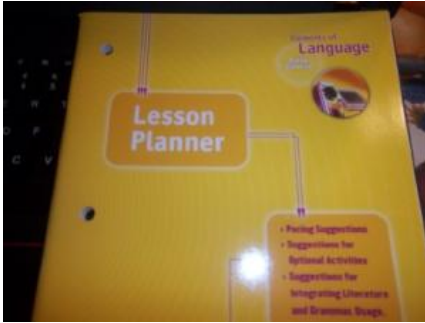 Elements of
Language
Lesson
Planner
• Pacing Suggestions
• Suggestions for
Optional Activities
• Suggestions for
Integrating Literature
and Grammar, Usage,